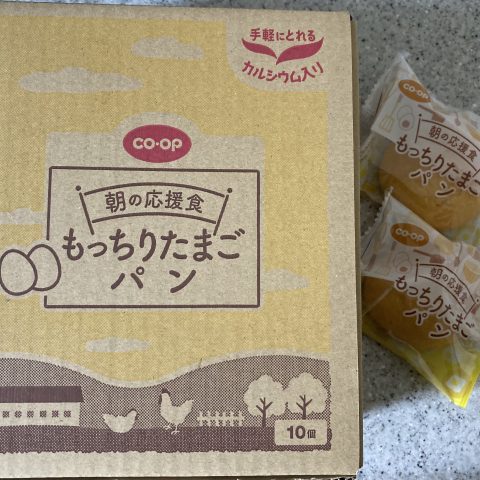 手軽にとれる
カルシウム入り
CO·OP
朝の応援食
もっちりたまご
パン
10個
朝の応援食
もっちりたまご
パン
CO·OP
朝の応援食
もっちりたまご
パン